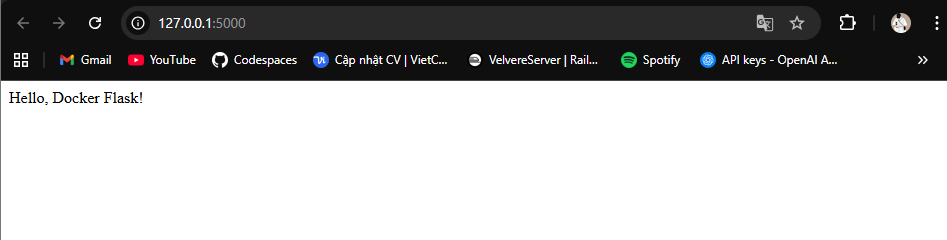 127.0.0.1:5000
Gmail YouTube Codespaces Cập nhật CV | VietC... VelvereServer | Rail... Spotify API keys - OpenAI A...
Hello, Docker Flask!